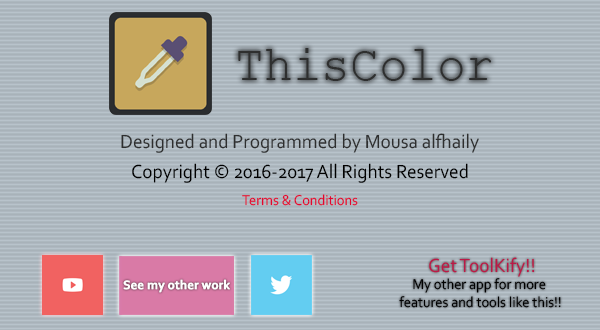 ThisColor
Designed and Programmed by Mousa alfhaily
Copyright © 2016-2017 All Rights Reserved
Terms & Conditions
See my other work
Get ToolKify!!
My other app for more
features and tools like this!!